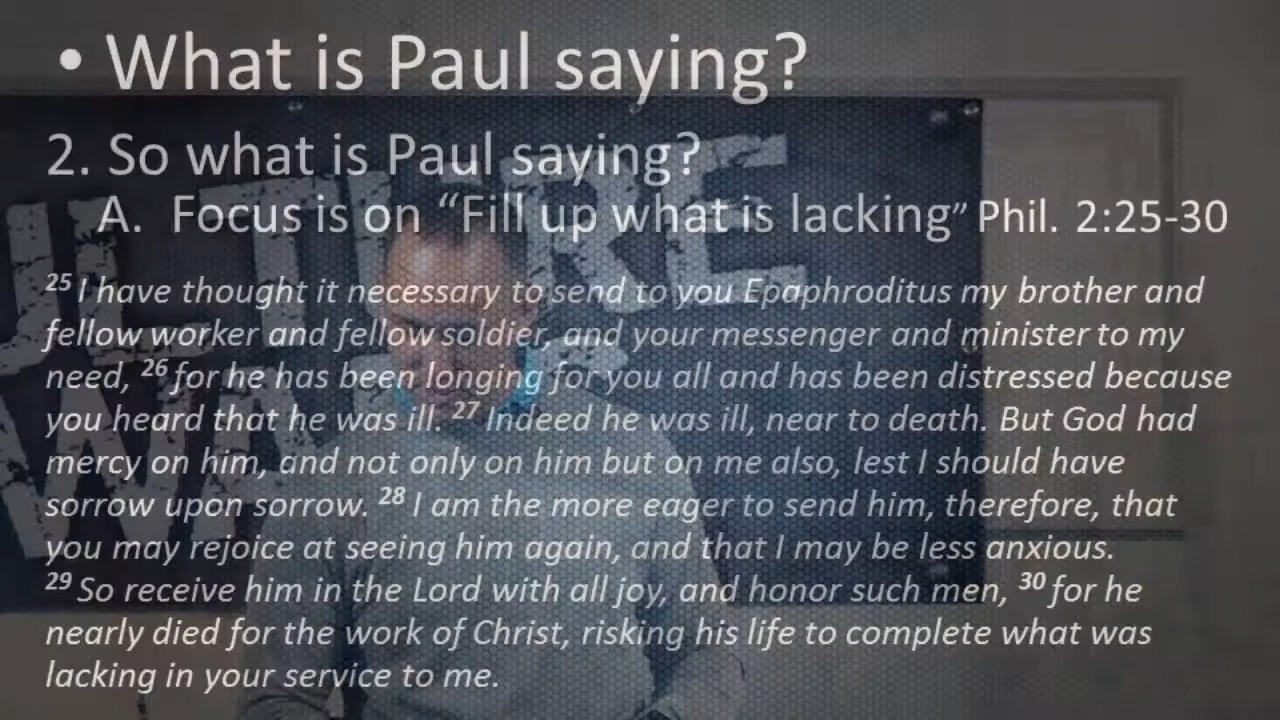 • What is Paul saying?
2. So what is Paul saying?
A. Focus is on “Fill up what is lacking” Phil. 2:25-30
25 I have thought it necessary to send to you Epaphroditus my brother and
fellow worker and fellow soldier, and your messenger and minister to my
need, 26 for he has been longing for you all and has been distressed because
you heard that he was ill. 27 Indeed he was ill, near to death. But God had
mercy on him, and not only on him but on me also, lest I should have
sorrow upon sorrow. 28 I am the more eager to send him, therefore, that
you may rejoice at seeing him again, and that I may be less anxious.
29 So receive him in the Lord with all joy, and honor such men, 30 for he
nearly died for the work of Christ, risking his life to complete what was
lacking in your service to me.